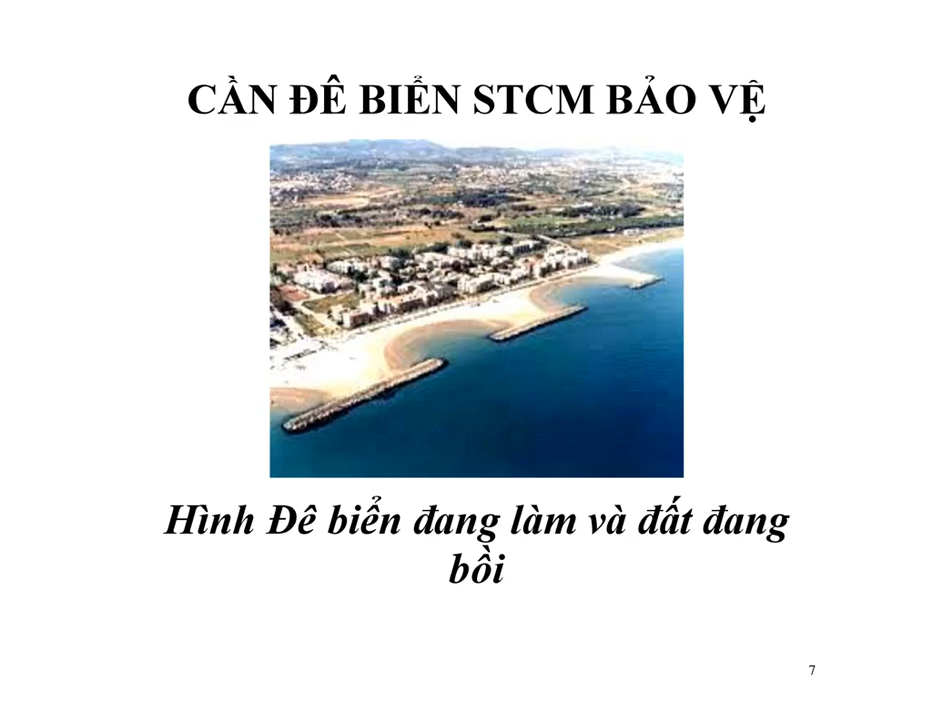 CẦN ĐÊ BIỂN STCM BẢO VỆ
Hình Đê biển đang làm và đất đang
bồi
7